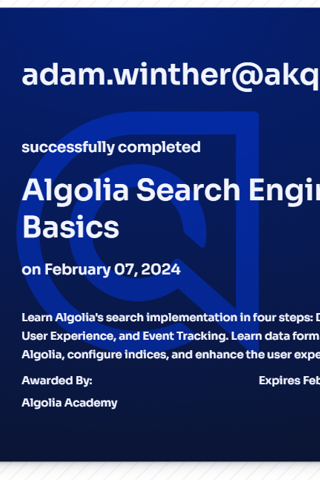 adam.winther@akq
successfully completed
Algolia Search Engin
Basics
on February 07, 2024
Learn Algolia's search implementation in four steps: D
User Experience, and Event Tracking. Learn data form
Algolia, configure indices, and enhance the user expe
Awarded By:
Expires Feb
Algolia Academy